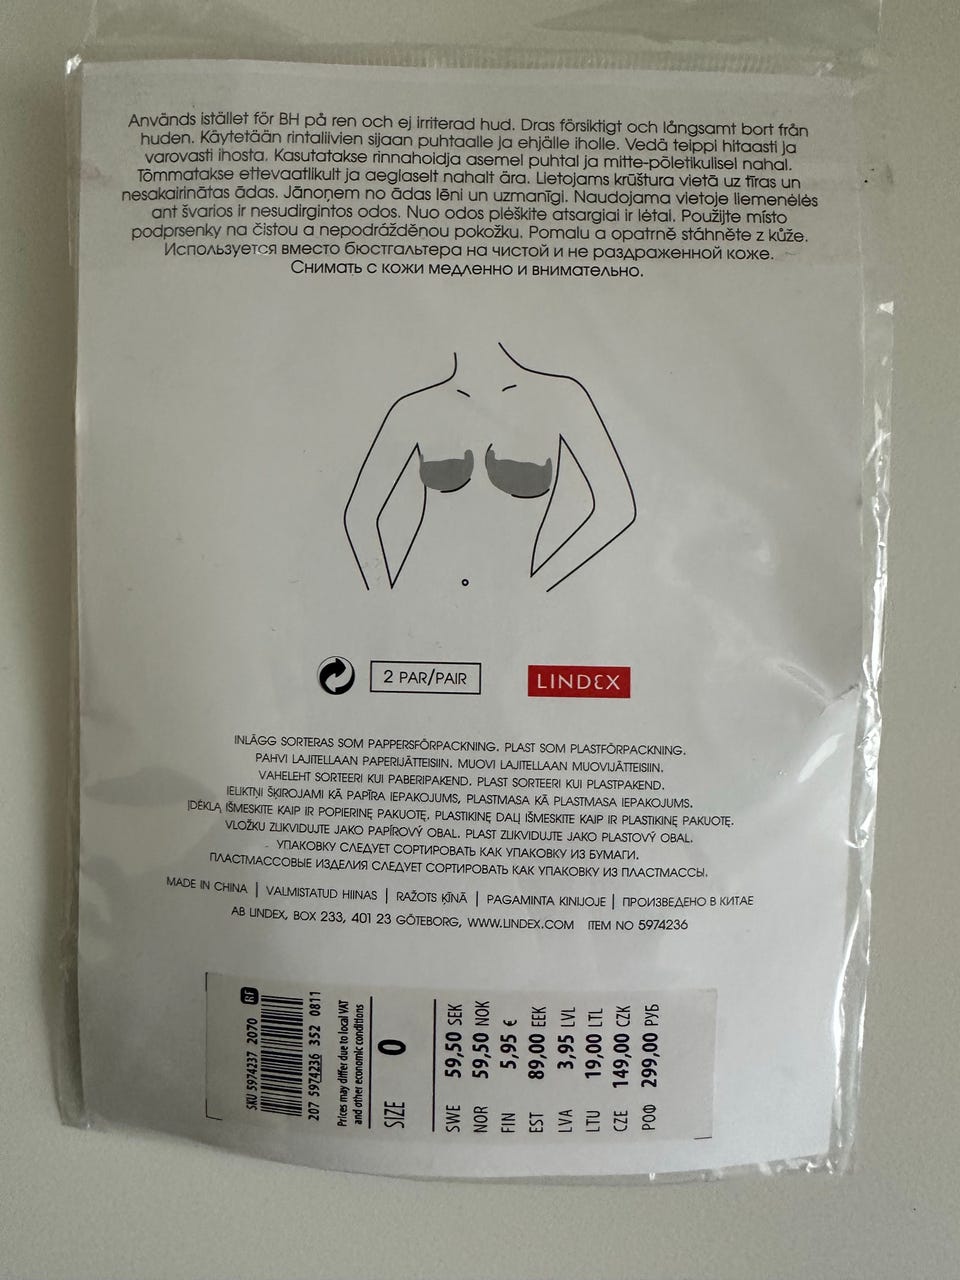 Används istället för BH på ren och ej irriterad hud. Dras försiktigt och långsamt bort från
huden. Käytetään rintaliivien sijaan puhtaalle ja ehjälle iholle. Vedä teippi hitaasti ja
varovasti ihosta. Kasutatakse rinnahoidja asemel puhtal ja mitte-põletikulisel nahal.
Tõmmatakse ettevaatlikult ja aeglaselt nahalt ära. Lietojams krūštura vietā uz tīras un
nesakairinātas ādas. Jānoņem no ādas lēni un uzmanīgi. Naudojama vietoje liemenėlės
ant švarios ir nesudirgintos odos. Nuo odos plėškite atsargiai ir lėtai. Použijte místo
podprsenky na čistou a nepodrážděnou pokožku. Pomalu a opatrně stáhněte z kůže.
Используется вместо бюстгальтера на чистой и не раздраженной коже.
Снимать с кожи медленно и внимательно.
2 PAR/PAIR
LINDEX
INLÄGG SORTERAS SOM PAPPERSFÖRPACKNING. PLAST SOM PLASTFÖRPACKNING.
PAHVI LAJITELLAAN PAPERIJÄTTEISIIN. MUOVI LAJITELLAAN MUOVIJÄTTEISIIN.
VAHELEHT SORTEERI KUI PABERIPAKEND. PLAST SORTEERI KUI PLASTPAKEND.
IELIKTŅI ŠĶIROJAMI KĀ PAPĪRA IEPAKOJUMS, PLASTMASA KĀ PLASTMASA IEPAKOJUMS.
ĮDĖKLĄ IŠMESKITE KAIP IR POPIERINĘ PAKUOTĘ, PLASTIKINĘ DALĮ IŠMESKITE KAIP IR PLASTIKINĘ PAKUOTĘ.
VLOŽKU ZLIKVIDUJTE JAKO PAPÍROVÝ OBAL. PLAST ZLIKVIDUJTE JAKO PLASTOVÝ OBAL.
УПАКОВКУ СЛЕДУЕТ СОРТИРОВАТЬ КАК УПАКОВКУ ИЗ БУМАГИ.
ПЛАСТМАССОВЫЕ ИЗДЕЛИЯ СЛЕДУЕТ СОРТИРОВАТЬ КАК УПАКОВКУ ИЗ ПЛАСТМАССЫ.
MADE IN CHINA | VALMISTATUD HIINAS | RAŽOTS ĶĪNĀ | PAGAMINTA KINIJOJE | ПРОИЗВЕДЕНО В КИТАЕ
AB LINDEX, BOX 233, 401 23 GÖTEBORG, WWW.LINDEX.COM ITEM NO 5974236
SKU 5974237 2070 RF
207 5974236 352 0811
Prices may differ due to local VAT
and other economic conditions
SIZE 0
SWE 59,50 SEK
NOR 59,50 NOK
FIN 5,95 €
EST 89,00 EEK
LVA 3,95 LVL
LTU 19,00 LTL
CZE 149,00 CZK
РОФ 299,00 РУБ